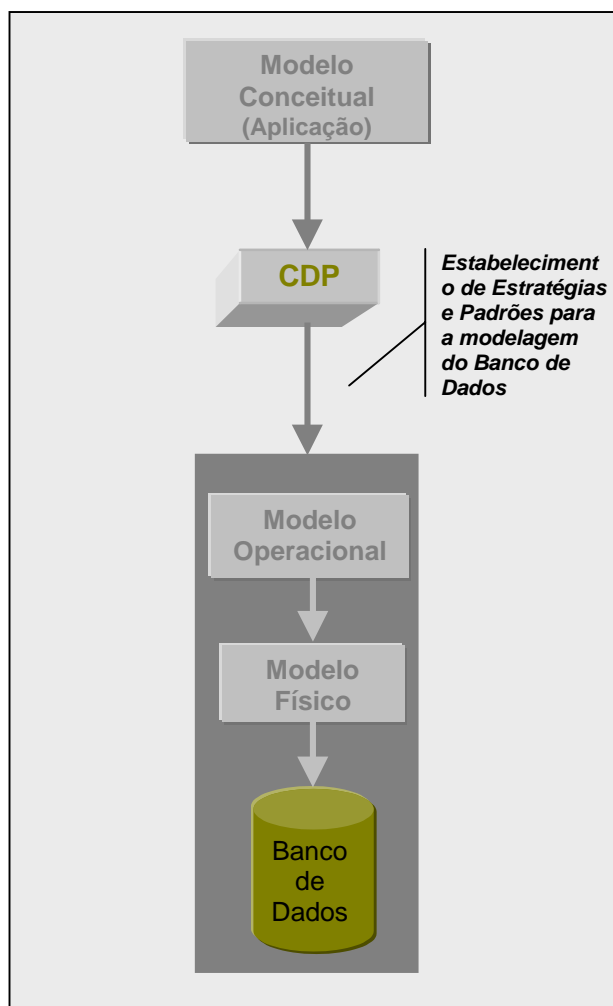 Modelo
Conceitual
(Aplicação)
CDP
Estabeleciment
o de Estratégias
e Padrões para
a modelagem
do Banco de
Dados
Modelo
Operacional
Modelo
Físico
Banco
de
Dados